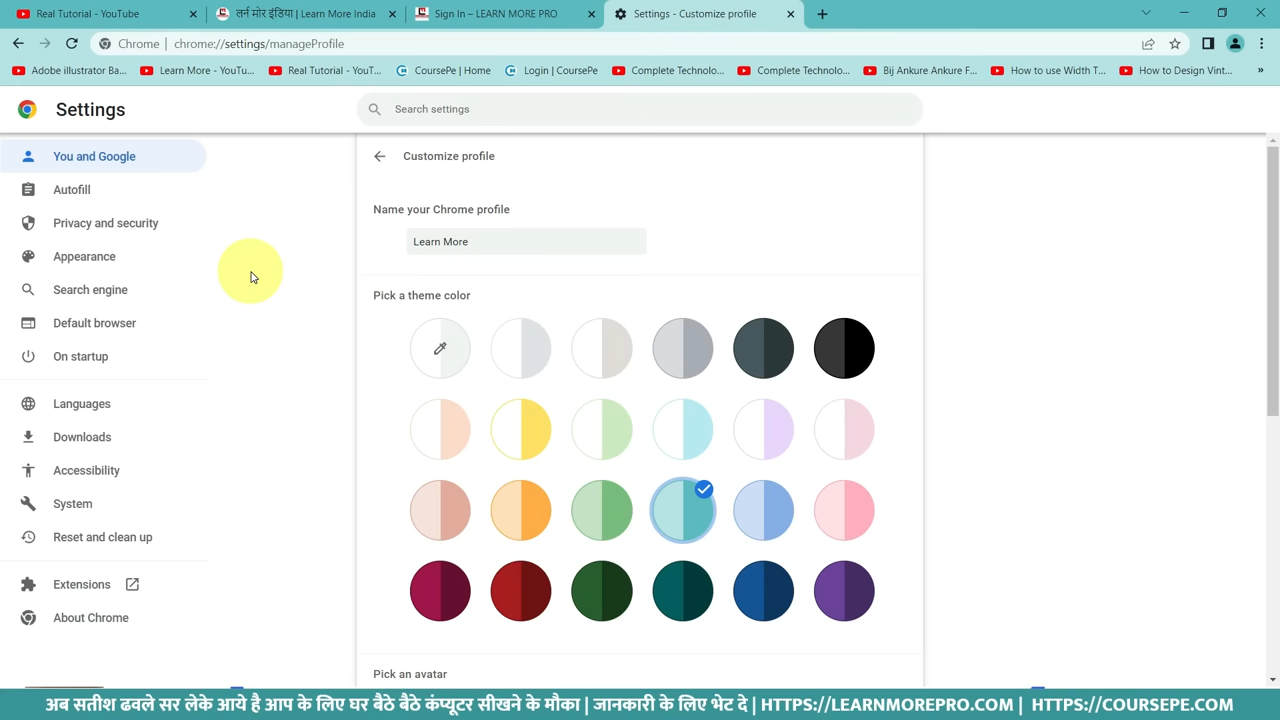 Real Tutorial - YouTube
लर्न मोर इंडिया | Learn More India
Sign In – LEARN MORE PRO
Settings - Customize profile
Chrome | chrome://settings/manageProfile
Adobe illustrator Ba...
Learn More - YouTu...
Real Tutorial - YouT...
CoursePe | Home
Login | CoursePe
Complete Technolo...
Complete Technolo...
Bij Ankure Ankure F...
How to use Width T...
How to Design Vint...
»
Settings
Search settings
You and Google
Autofill
Privacy and security
Appearance
Search engine
Default browser
On startup
Languages
Downloads
Accessibility
System
Reset and clean up
Extensions
About Chrome
Customize profile
Name your Chrome profile
Learn More
Pick a theme color
Pick an avatar
अब सतीश ढवले सर लेके आये है आप के लिए घर बैठे बैठे कंप्यूटर सीखने के मौका | जानकारी के लिए भेट दे | HTTPS://LEARNMOREPRO.COM | HTTPS://COURSEPE.COM